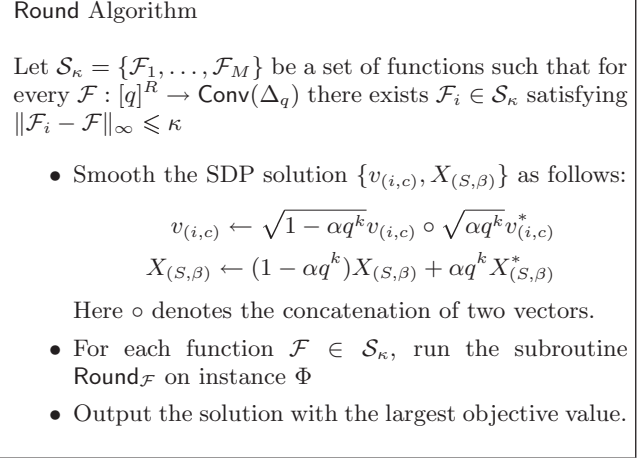 Round Algorithm
Let 𝒮_κ = {ℱ_1, . . . , ℱ_M} be a set of functions such that for
every ℱ : [q]^R → Conv(Δ_q) there exists ℱ_i ∈ 𝒮_κ satisfying
‖ℱ_i − ℱ‖_∞ ⩽ κ
• Smooth the SDP solution {v_(i,c), X_(S,β)} as follows:
v_(i,c) ← √(1 − αq^k) v_(i,c) ∘ √(αq^k) v*_(i,c)
X_(S,β) ← (1 − αq^k)X_(S,β) + αq^k X*_(S,β)
Here ∘ denotes the concatenation of two vectors.
• For each function ℱ ∈ 𝒮_κ, run the subroutine
Round_ℱ on instance Φ
• Output the solution with the largest objective value.